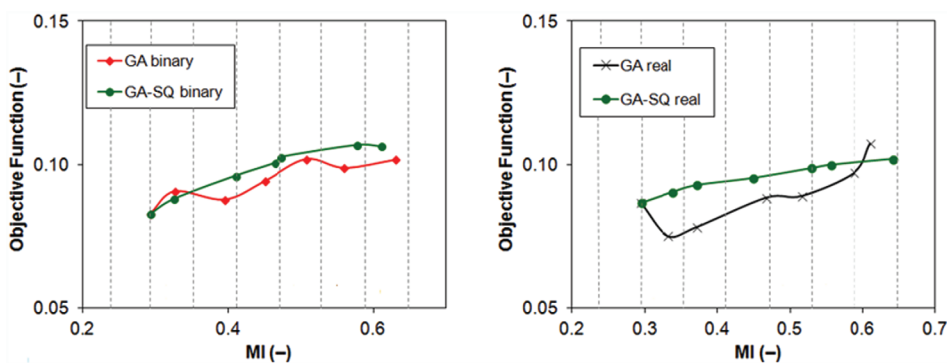 0.15
0.10
0.05
Objective Function (–)
GA binary
GA-SQ binary
0.2
0.4
0.6
MI (–)
0.15
0.10
0.05
Objective Function (–)
GA real
GA-SQ real
0.2
0.3
0.4
0.5
0.6
0.7
MI (–)